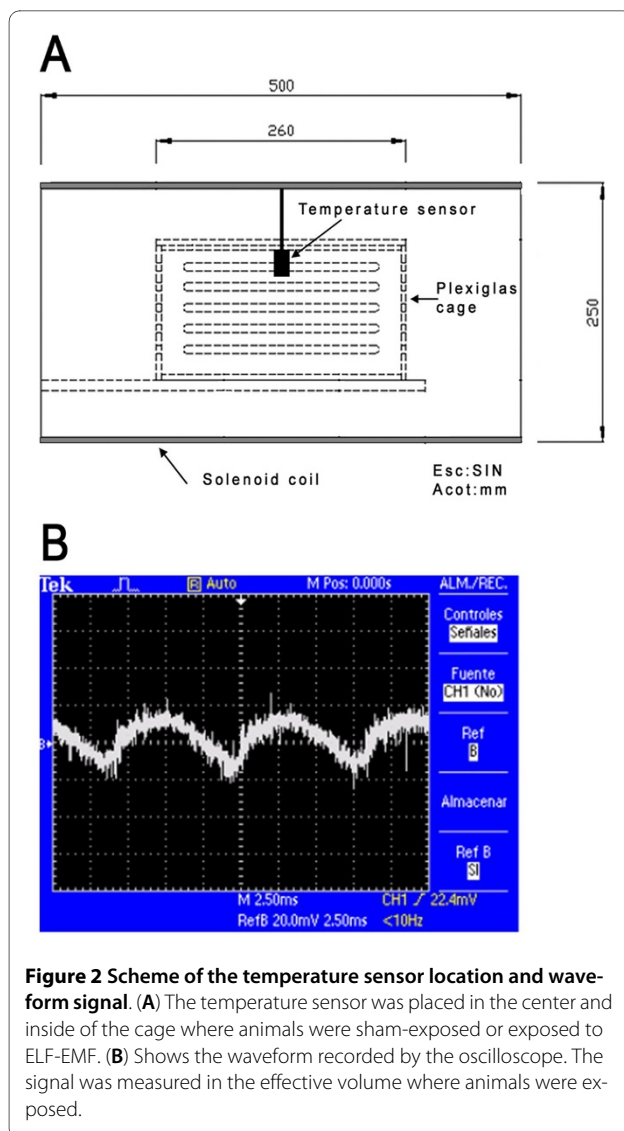 A
500
260
Temperature sensor
Plexiglas
cage
250
Solenoid coil
Esc:SIN
Acot:mm
B
Tek
R Auto
M Pos: 0.000s
ALM./REC.
Controles
Señales
Fuente
CH1 (No)
Ref
B
B
Almacenar
Ref B
SI
M 2.50ms
CH1
22.4mV
RefB 20.0mV 2.50ms
<10Hz
Figure 2 Scheme of the temperature sensor location and wave-
form signal. (A) The temperature sensor was placed in the center and
inside of the cage where animals were sham-exposed or exposed to
ELF-EMF. (B) Shows the waveform recorded by the oscilloscope. The
signal was measured in the effective volume where animals were ex-
posed.